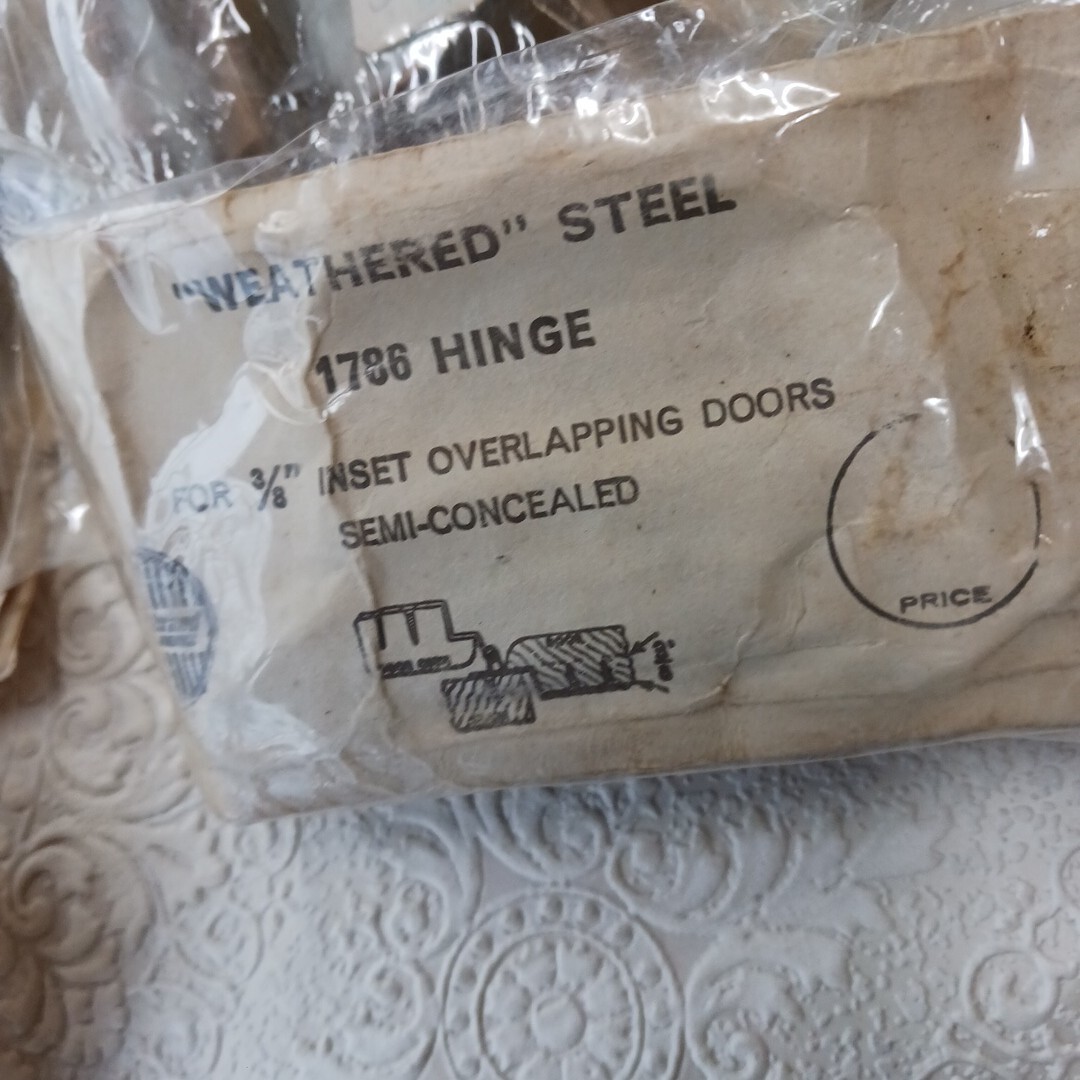 "WEATHERED" STEEL
1786 HINGE
FOR 3/8" INSET OVERLAPPING DOORS
SEMI-CONCEALED
PRICE